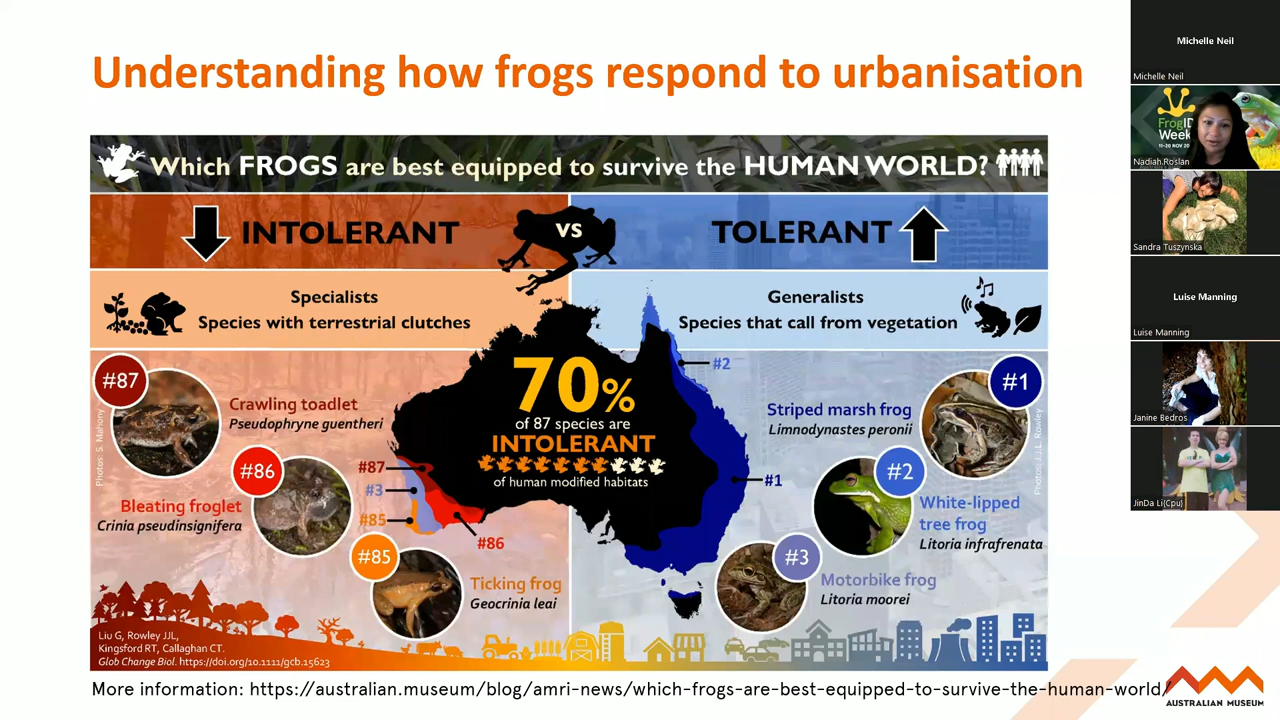 Understanding how frogs respond to urbanisation
Which FROGS are best equipped to survive the HUMAN WORLD?
INTOLERANT
VS
TOLERANT
Specialists
Species with terrestrial clutches
Generalists
Species that call from vegetation
70%
of 87 species are
INTOLERANT
of human modified habitats
#87
Crawling toadlet
Pseudophryne guentheri
#86
Bleating froglet
Crinia pseudinsignifera
#85
Ticking frog
Geocrinia leai
Photos: S. Mahony
#87
#3
#85
#86
#2
#1
#1
Striped marsh frog
Limnodynastes peronii
#2
White-lipped
tree frog
Litoria infrafrenata
#3
Motorbike frog
Litoria moorei
Photos: J.J.L. Rowley
Liu G, Rowley JJL,
Kingsford RT, Callaghan CT.
Glob Change Biol. https://doi.org/10.1111/gcb.15623
More information: https://australian.museum/blog/amri-news/which-frogs-are-best-equipped-to-survive-the-human-world/
AUSTRALIAN MUSEUM
Michelle Neil
Michelle Neil
FrogID
Week
11-20 NOV 20
Nadiah Roslan
Sandra Tuszynska
Luise Manning
Luise Manning
Janine Bedros
JinDa Li(Cpu)